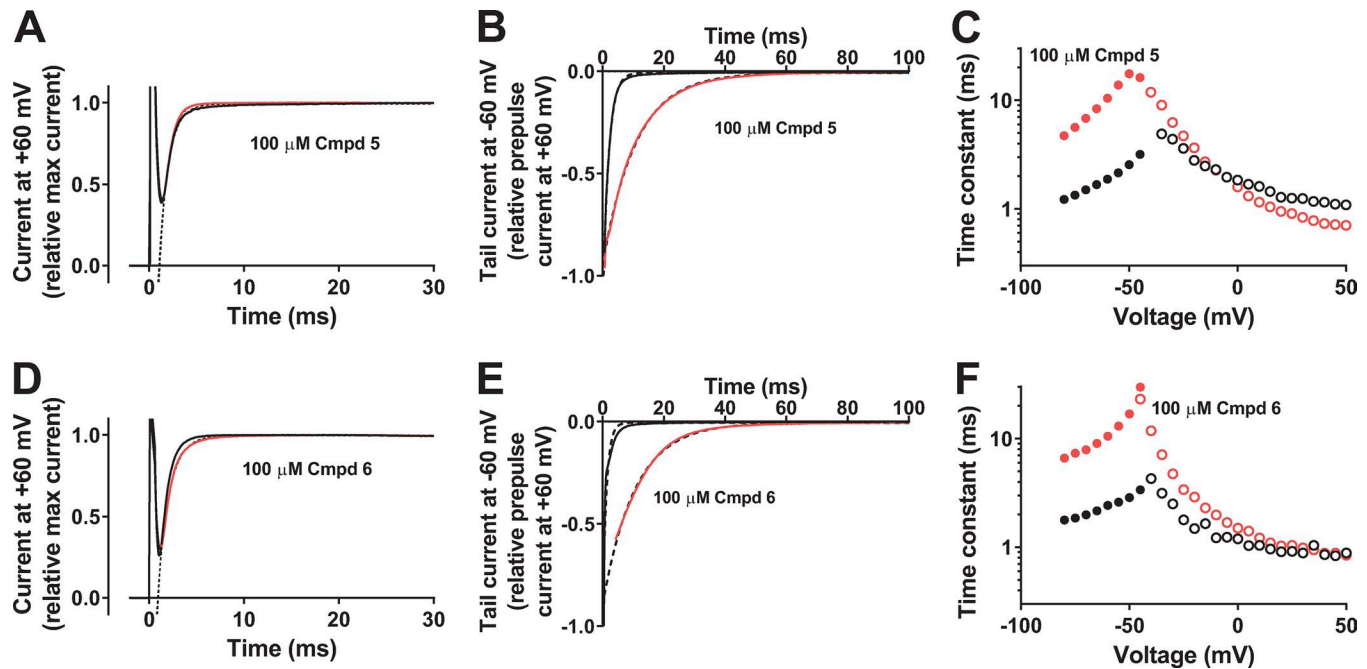 A
Current at +60 mV
(relative max current)
1.0
0.5
0.0
100 μM Cmpd 5
0
10
20
30
Time (ms)
B
Time (ms)
0
20
40
60
80
100
Tail current at -60 mV
(relative prepulse
current at +60 mV)
0.0
-0.5
-1.0
100 μM Cmpd 5
C
Time constant (ms)
10
1
100 μM Cmpd 5
-100
-50
0
50
Voltage (mV)
D
Current at +60 mV
(relative max current)
1.0
0.5
0.0
100 μM Cmpd 6
0
10
20
30
Time (ms)
E
Time (ms)
0
20
40
60
80
100
Tail current at -60 mV
(relative prepulse
current at +60 mV)
0.0
-0.5
-1.0
100 μM Cmpd 6
F
Time constant (ms)
10
1
100 μM Cmpd 6
-100
-50
0
50
Voltage (mV)